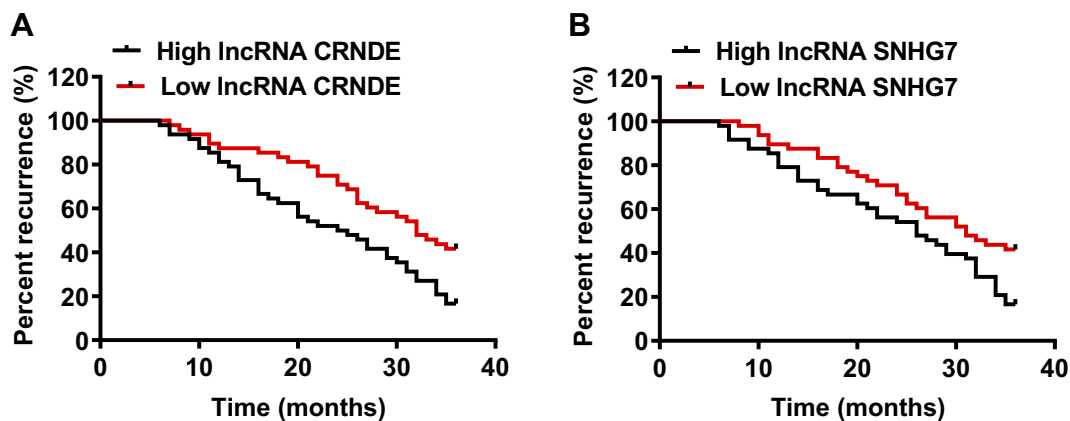 A
High lncRNA CRNDE
Low lncRNA CRNDE
Percent recurrence (%)
120
100
80
60
40
20
0
0 10 20 30 40
Time (months)
B
High lncRNA SNHG7
Low lncRNA SNHG7
Percent recurrence (%)
120
100
80
60
40
20
0
0 10 20 30 40
Time (months)